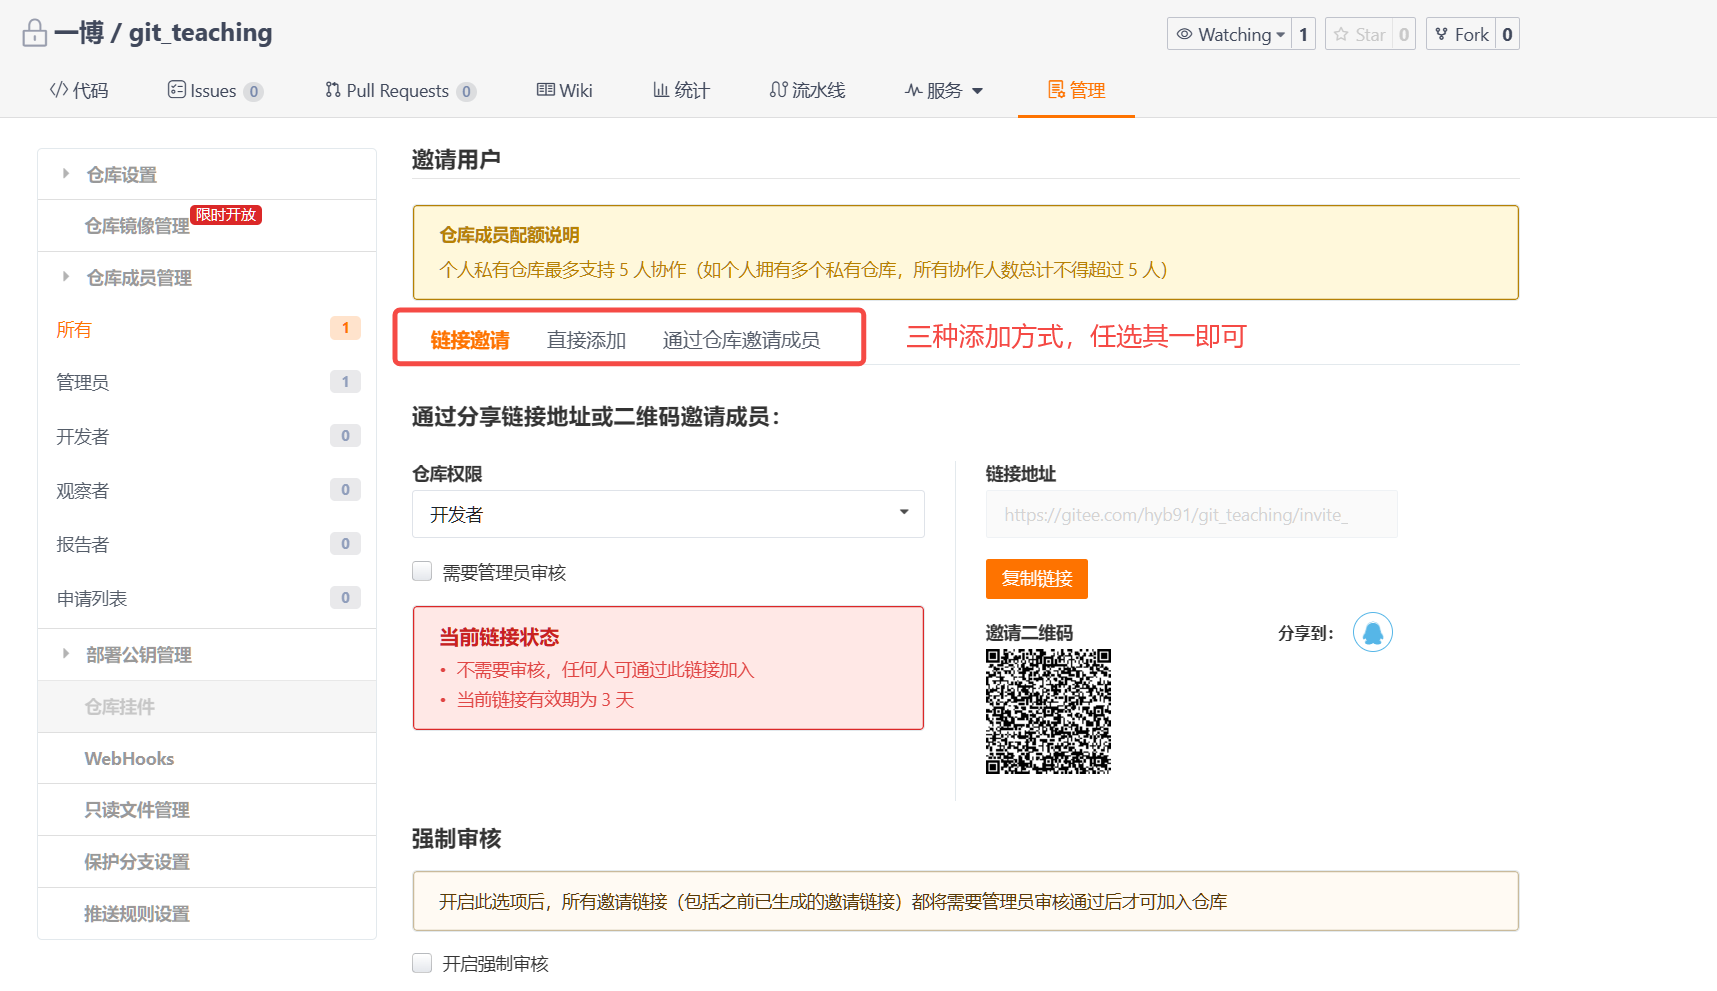 一博 / git_teaching
Watching 1 Star 0 Fork 0
代码 Issues 0 Pull Requests 0 Wiki 统计 流水线 服务 管理
仓库设置
仓库镜像管理 限时开放
仓库成员管理
所有 1
管理员 1
开发者 0
观察者 0
报告者 0
申请列表 0
部署公钥管理
仓库挂件
WebHooks
只读文件管理
保护分支设置
推送规则设置
邀请用户
仓库成员配额说明
个人私有仓库最多支持 5 人协作（如个人拥有多个私有仓库，所有协作人数总计不得超过 5 人）
链接邀请 直接添加 通过仓库邀请成员 三种添加方式，任选其一即可
通过分享链接地址或二维码邀请成员：
仓库权限
开发者
需要管理员审核
当前链接状态
• 不需要审核，任何人可通过此链接加入
• 当前链接有效期为 3 天
链接地址
https://gitee.com/hyb91/git_teaching/invite_
复制链接
邀请二维码 分享到：
强制审核
开启此选项后，所有邀请链接（包括之前已生成的邀请链接）都将需要管理员审核通过后才可加入仓库
开启强制审核